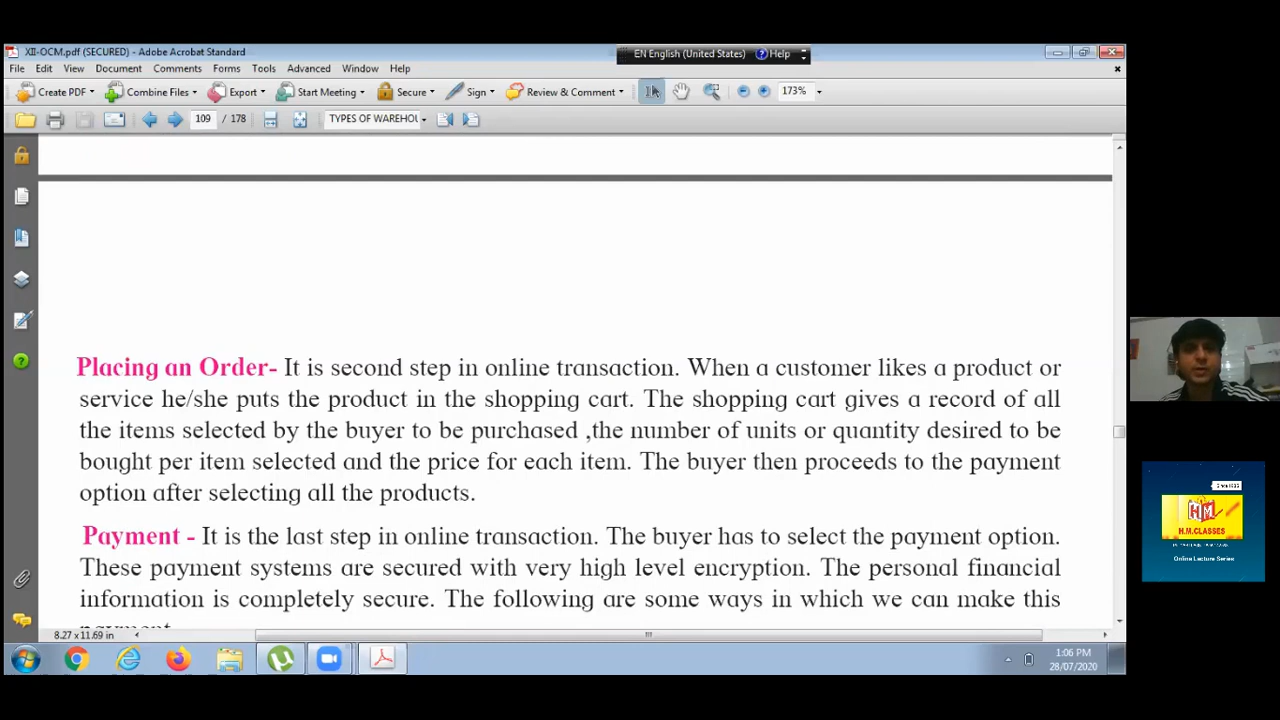 XII-OCM.pdf (SECURED) - Adobe Acrobat Standard
EN English (United States) Help
File Edit View Document Comments Forms Tools Advanced Window Help
Create PDF Combine Files Export Start Meeting Secure Sign Review & Comment 173%
109 / 178 TYPES OF WAREHOU
Placing an Order- It is second step in online transaction. When a customer likes a product or
service he/she puts the product in the shopping cart. The shopping cart gives a record of all
the items selected by the buyer to be purchased ,the number of units or quantity desired to be
bought per item selected and the price for each item. The buyer then proceeds to the payment
option after selecting all the products.
Payment - It is the last step in online transaction. The buyer has to select the payment option.
These payment systems are secured with very high level encryption. The personal financial
information is completely secure. The following are some ways in which we can make this
payment
8.27 x 11.69 in
1:06 PM
28/07/2020
HM
H.M.CLASSES
Online Lecture Series